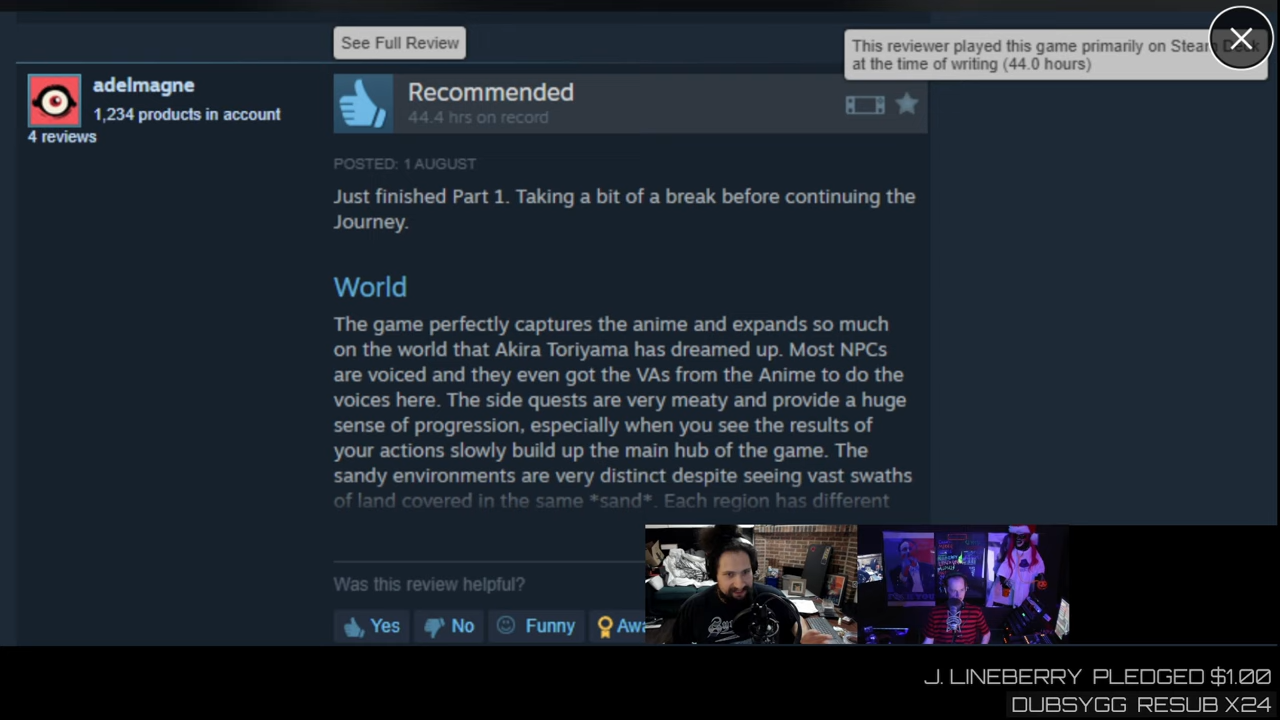 See Full Review
This reviewer played this game primarily on Steam Deck
at the time of writing (44.0 hours)
adelmagne
1,234 products in account
4 reviews
Recommended
44.4 hrs on record
POSTED: 1 AUGUST
Just finished Part 1. Taking a bit of a break before continuing the
Journey.
World
The game perfectly captures the anime and expands so much
on the world that Akira Toriyama has dreamed up. Most NPCs
are voiced and they even got the VAs from the Anime to do the
voices here. The side quests are very meaty and provide a huge
sense of progression, especially when you see the results of
your actions slowly build up the main hub of the game. The
sandy environments are very distinct despite seeing vast swaths
of land covered in the same *sand*. Each region has different
Was this review helpful?
Yes
No
Funny
Awa
J. LINEBERRY PLEDGED $1.00
DUBSYGG RESUB X24